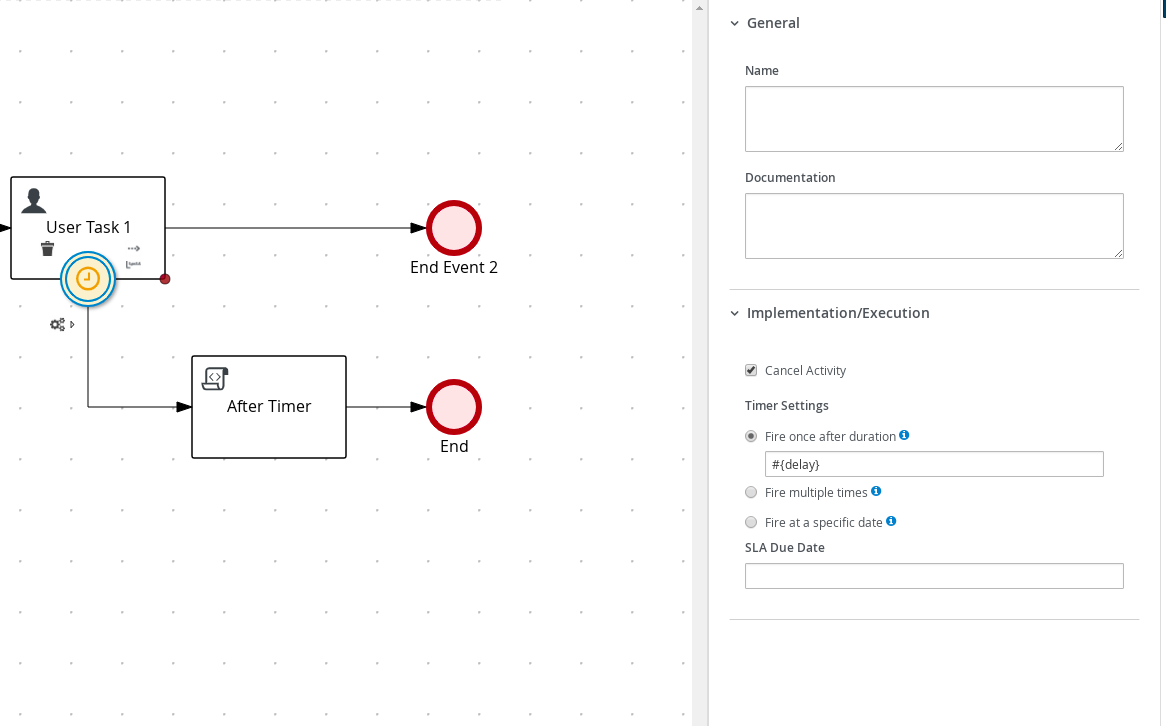 User Task 1
End Event 2
After Timer
End
General
Name
Documentation
Implementation/Execution
Cancel Activity
Timer Settings
Fire once after duration
#{delay}
Fire multiple times
Fire at a specific date
SLA Due Date